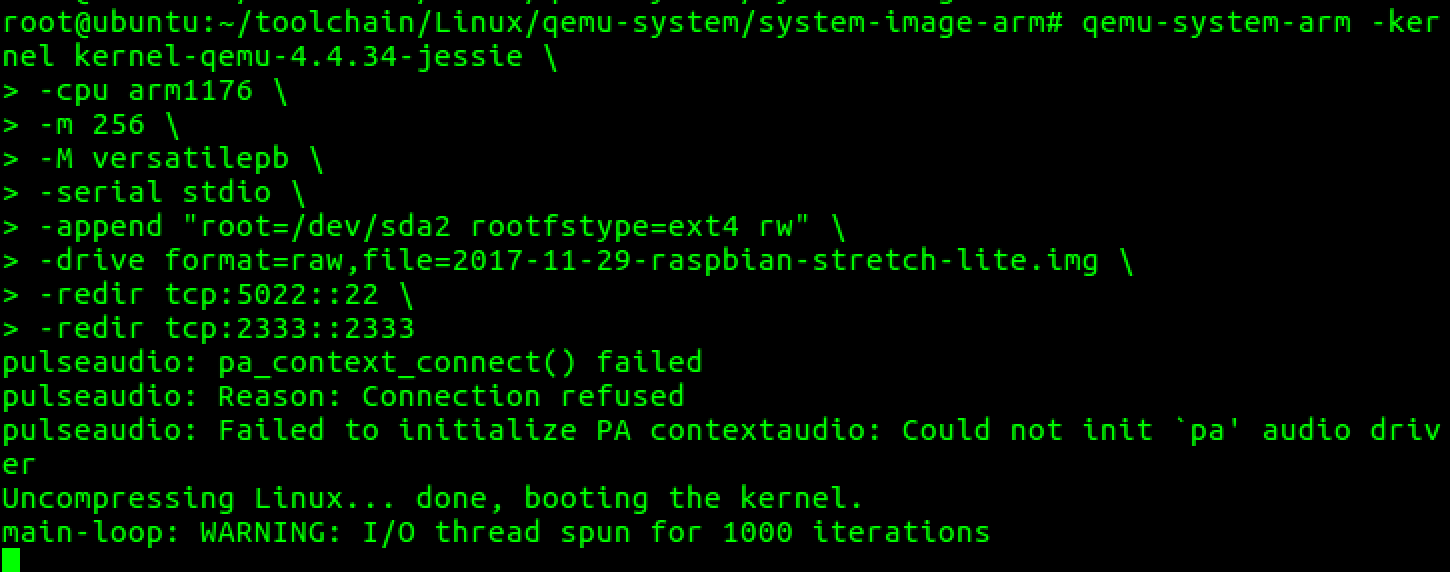 root@ubuntu:~/toolchain/Linux/qemu-system/system-image-arm# qemu-system-arm -ker
nel kernel-qemu-4.4.34-jessie \
> -cpu arm1176 \
> -m 256 \
> -M versatilepb \
> -serial stdio \
> -append "root=/dev/sda2 rootfstype=ext4 rw" \
> -drive format=raw,file=2017-11-29-raspbian-stretch-lite.img \
> -redir tcp:5022::22 \
> -redir tcp:2333::2333
pulseaudio: pa_context_connect() failed
pulseaudio: Reason: Connection refused
pulseaudio: Failed to initialize PA contextaudio: Could not init `pa' audio driv
er
Uncompressing Linux... done, booting the kernel.
main-loop: WARNING: I/O thread spun for 1000 iterations